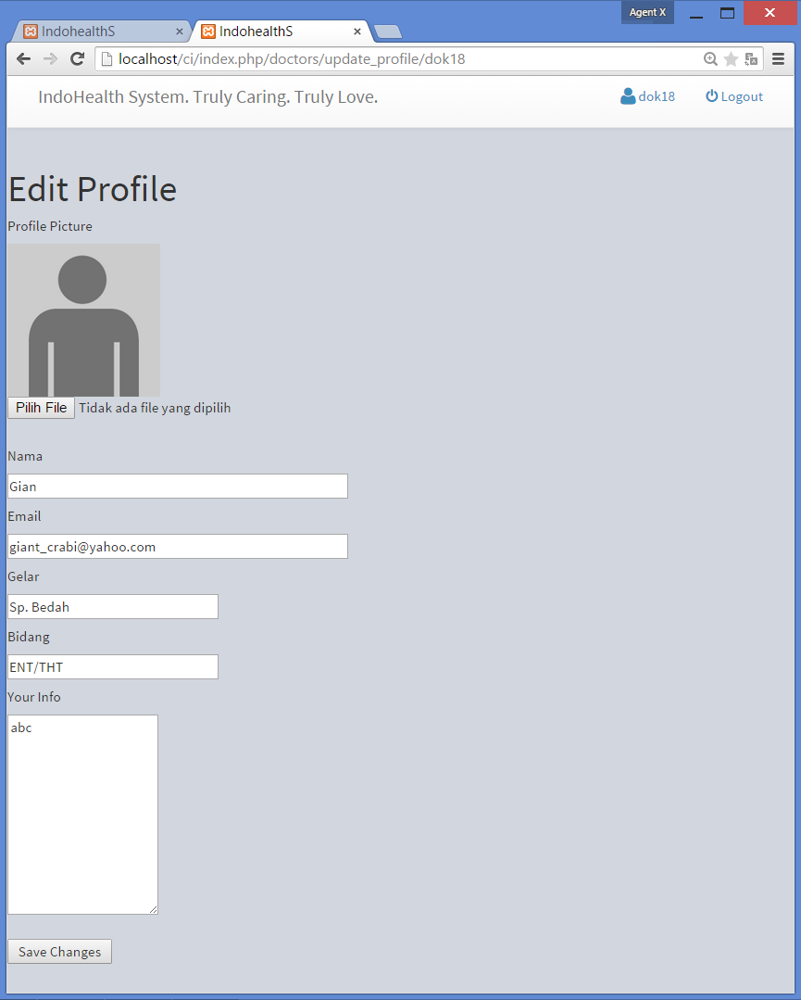 Agent X
IndohealthS
IndohealthS
localhost/ci/index.php/doctors/update_profile/dok18
IndoHealth System. Truly Caring. Truly Love.
dok18
Logout
Edit Profile
Profile Picture
Pilih File Tidak ada file yang dipilih
Nama
Gian
Email
giant_crabi@yahoo.com
Gelar
Sp. Bedah
Bidang
ENT/THT
Your Info
abc
Save Changes